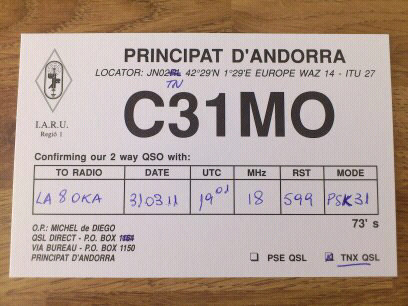 PRINCIPAT D'ANDORRA
LOCATOR: JN02 42°29N 1°29E EUROPE WAZ 14 - ITU 27
TN
C31MO
I.A.R.U.
Regió 1
Confirming our 2 way QSO with:
TO RADIO DATE UTC MHz RST MODE
LA8OKA 31.03.11 19 01 18 599 PSK31
73' s
O.P.: MICHEL de DIEGO
QSL DIRECT - P.O. BOX
VIA BUREAU - P.O. BOX 1150
PRINCIPAT D'ANDORRA
PSE QSL TNX QSL